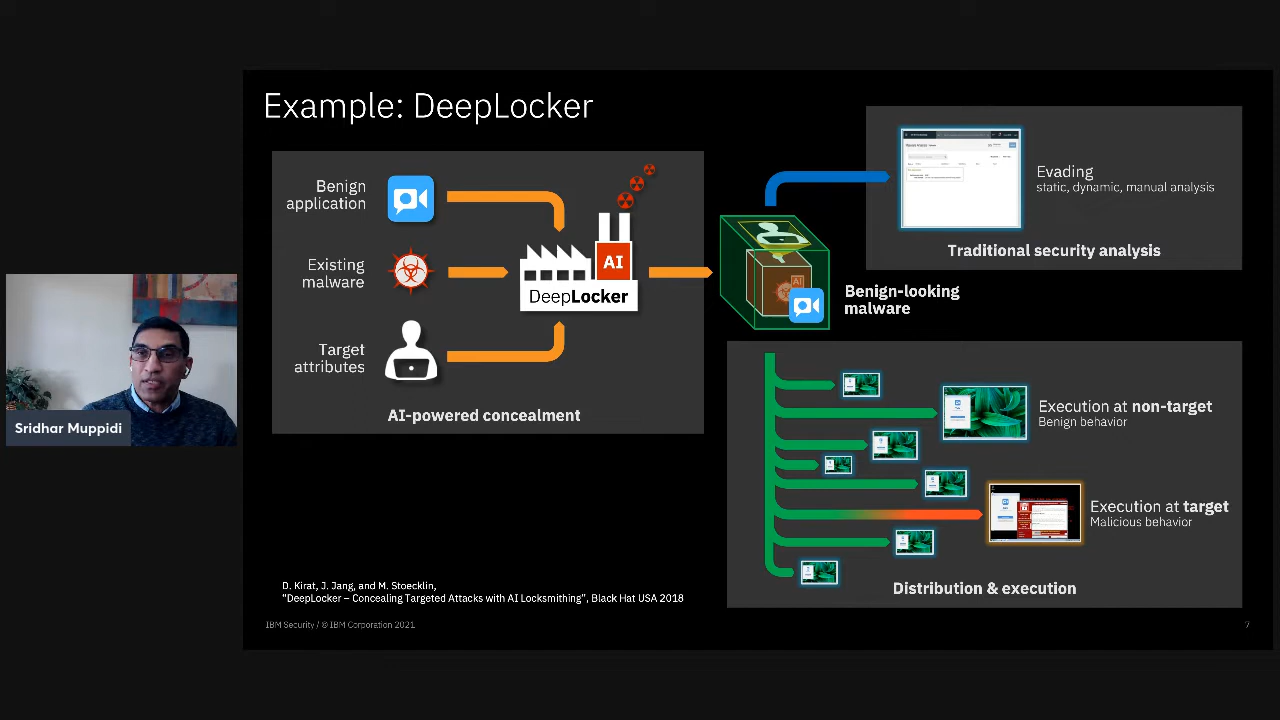 Example: DeepLocker
Benign
application
Existing
malware
Target
attributes
AI
DeepLocker
AI-powered concealment
AI
Benign-looking
malware
Evading
static, dynamic, manual analysis
Traditional security analysis
Execution at non-target
Benign behavior
Execution at target
Malicious behavior
Distribution & execution
Sridhar Muppidi
D. Kirat, J. Jang, and M. Stoecklin,
"DeepLocker – Concealing Targeted Attacks with AI Locksmithing", Black Hat USA 2018
IBM Security / © IBM Corporation 2021
7